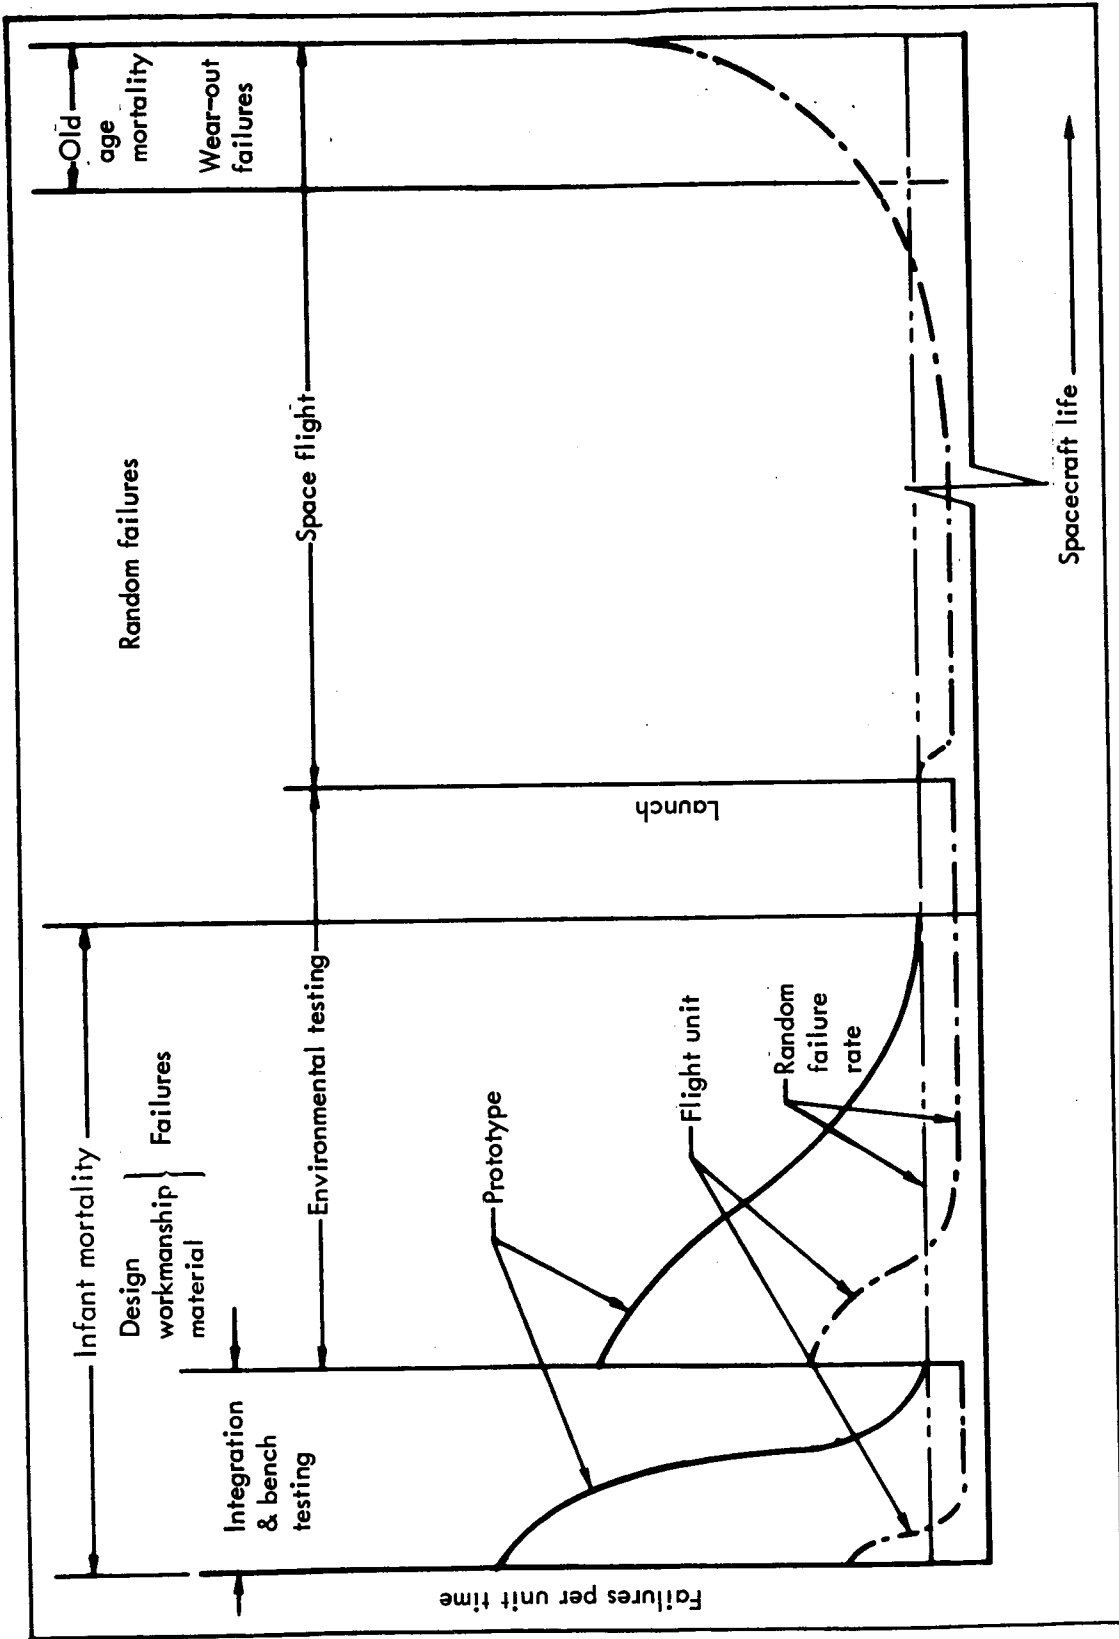 Infant mortality
Design
workmanship
material
Failures
Random failures
Old
age
mortality
Wear-out
failures
Integration
& bench
testing
Environmental testing
Space flight
Prototype
Flight unit
Random
failure
rate
Launch
Failures per unit time
Spacecraft life